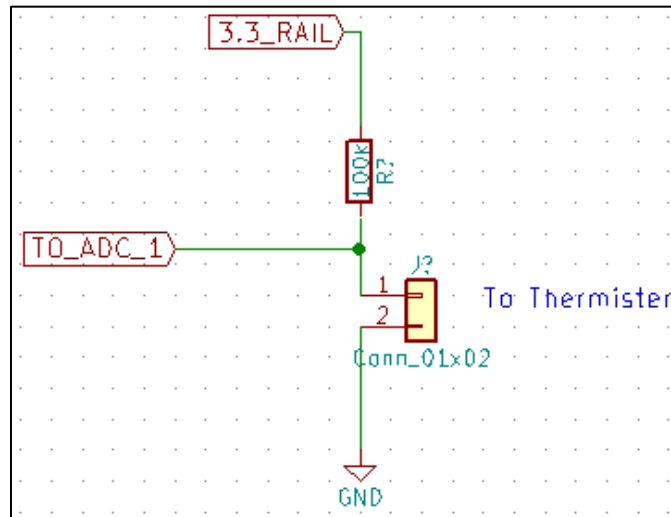 3.3_RAIL
100k
R?
TO_ADC_1
J?
1
To Thermister
2
Conn_01x02
GND